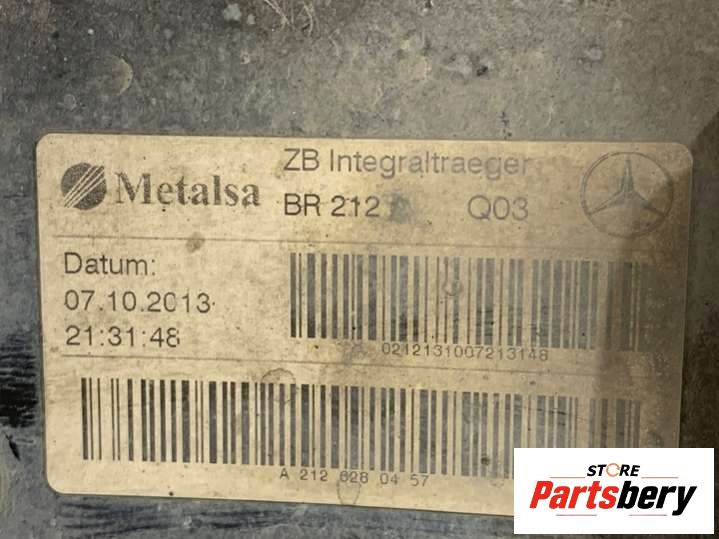 Metalsa
ZB Integraltraeger
BR 212 Q03
Datum:
07.10.2013
21:31:48
0212131007213148
A 212 628 04 57
STORE
Partsbery